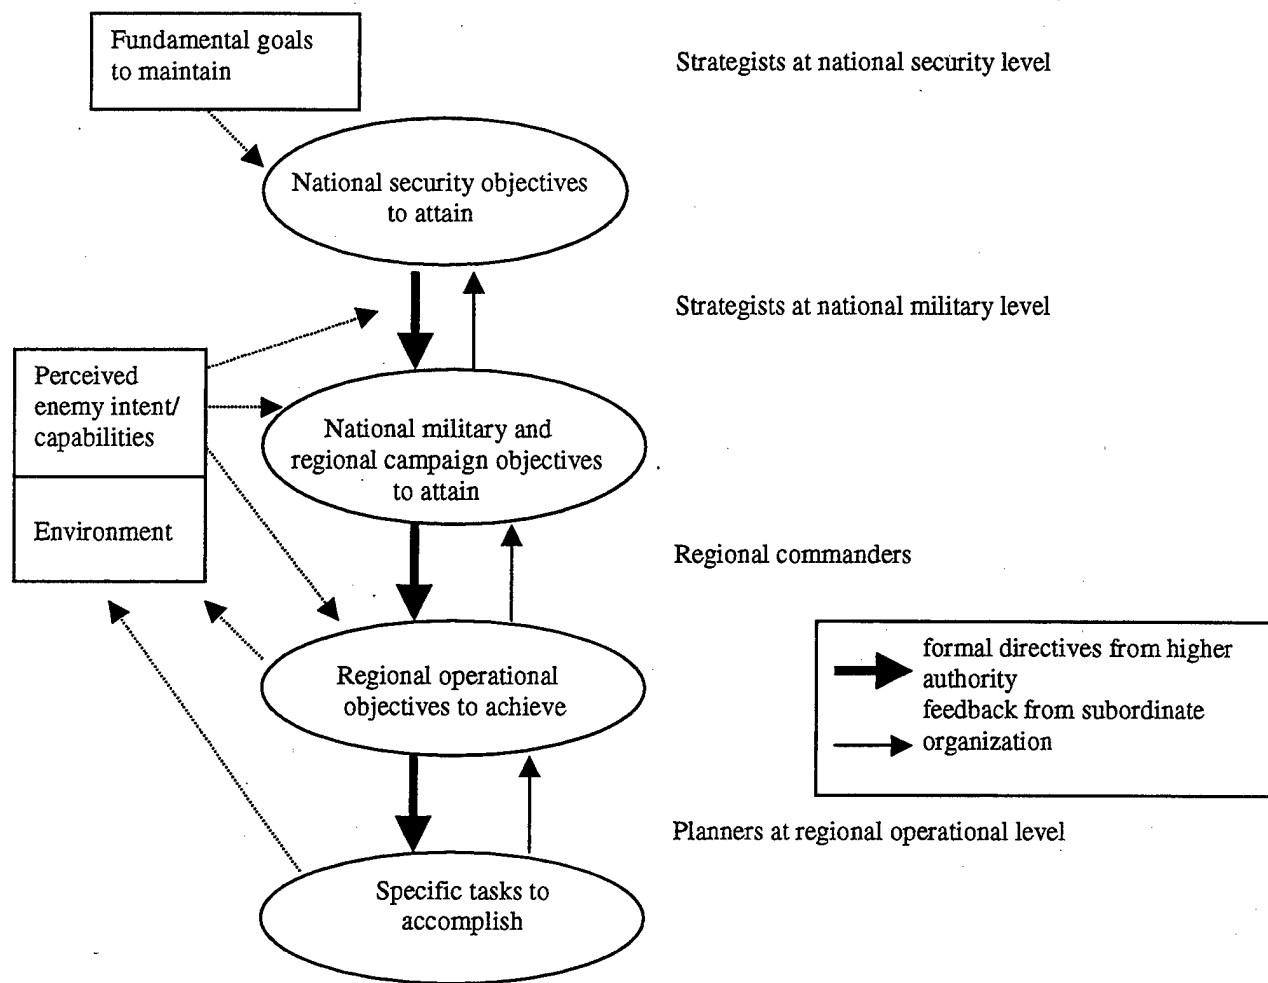 Fundamental goals
to maintain
Strategists at national security level
National security objectives
to attain
Strategists at national military level
Perceived
enemy intent/
capabilities
National military and
regional campaign objectives
to attain
Environment
Regional commanders
formal directives from higher
authority
feedback from subordinate
organization
Regional operational
objectives to achieve
Planners at regional operational level
Specific tasks to
accomplish